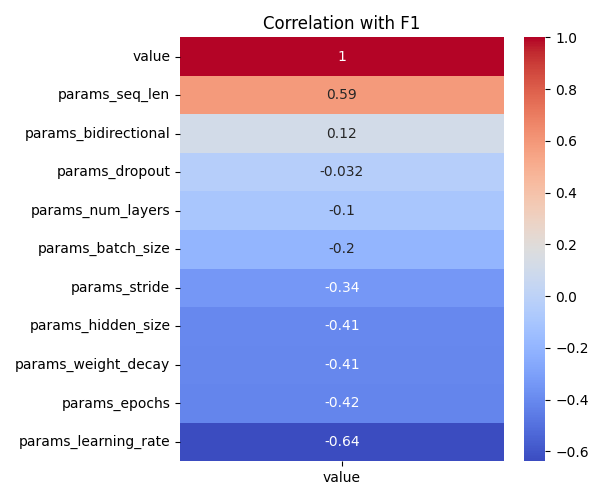 Correlation with F1
value 1
params_seq_len 0.59
params_bidirectional 0.12
params_dropout -0.032
params_num_layers -0.1
params_batch_size -0.2
params_stride -0.34
params_hidden_size -0.41
params_weight_decay -0.41
params_epochs -0.42
params_learning_rate -0.64
value
1.0
0.8
0.6
0.4
0.2
0.0
−0.2
−0.4
−0.6